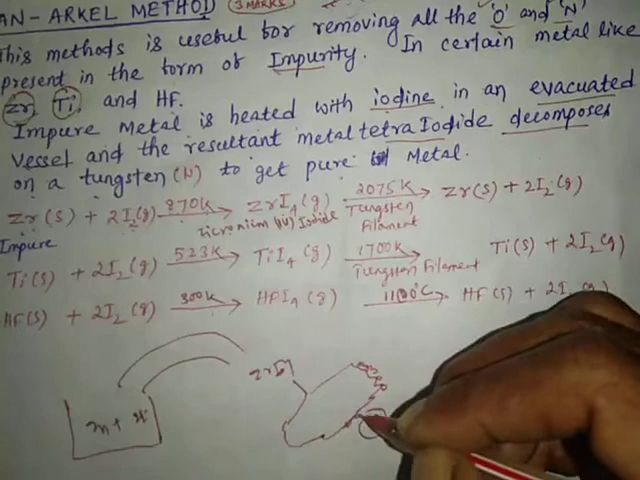 AN-ARKEL METHOD (3 MARKS)
This methods is useful for removing all the 'O' and 'N'
present in the form of Impurity. In certain metal like
Zr, Ti, and HF.
Impure Metal is heated with iodine in an evacuated
Vessel and the resultant metal tetra Iodide decomposes
on a tungsten (N) to get pure Metal.
Zr(s) + 2I₂(g) 870K → ZrI₄(g) 2075K → Zr(s) + 2I₂(g)
Impure Zirconium (IV) Iodide Tungsten Filament
Ti(s) + 2I₂(g) 523K → TiI₄(g) 1700K → Ti(s) + 2I₂(g)
Tungsten Filament
HF(s) + 2I₂(g) 300K → HFI₄(g) 1100°C → HF(s) + 2I₂(g)